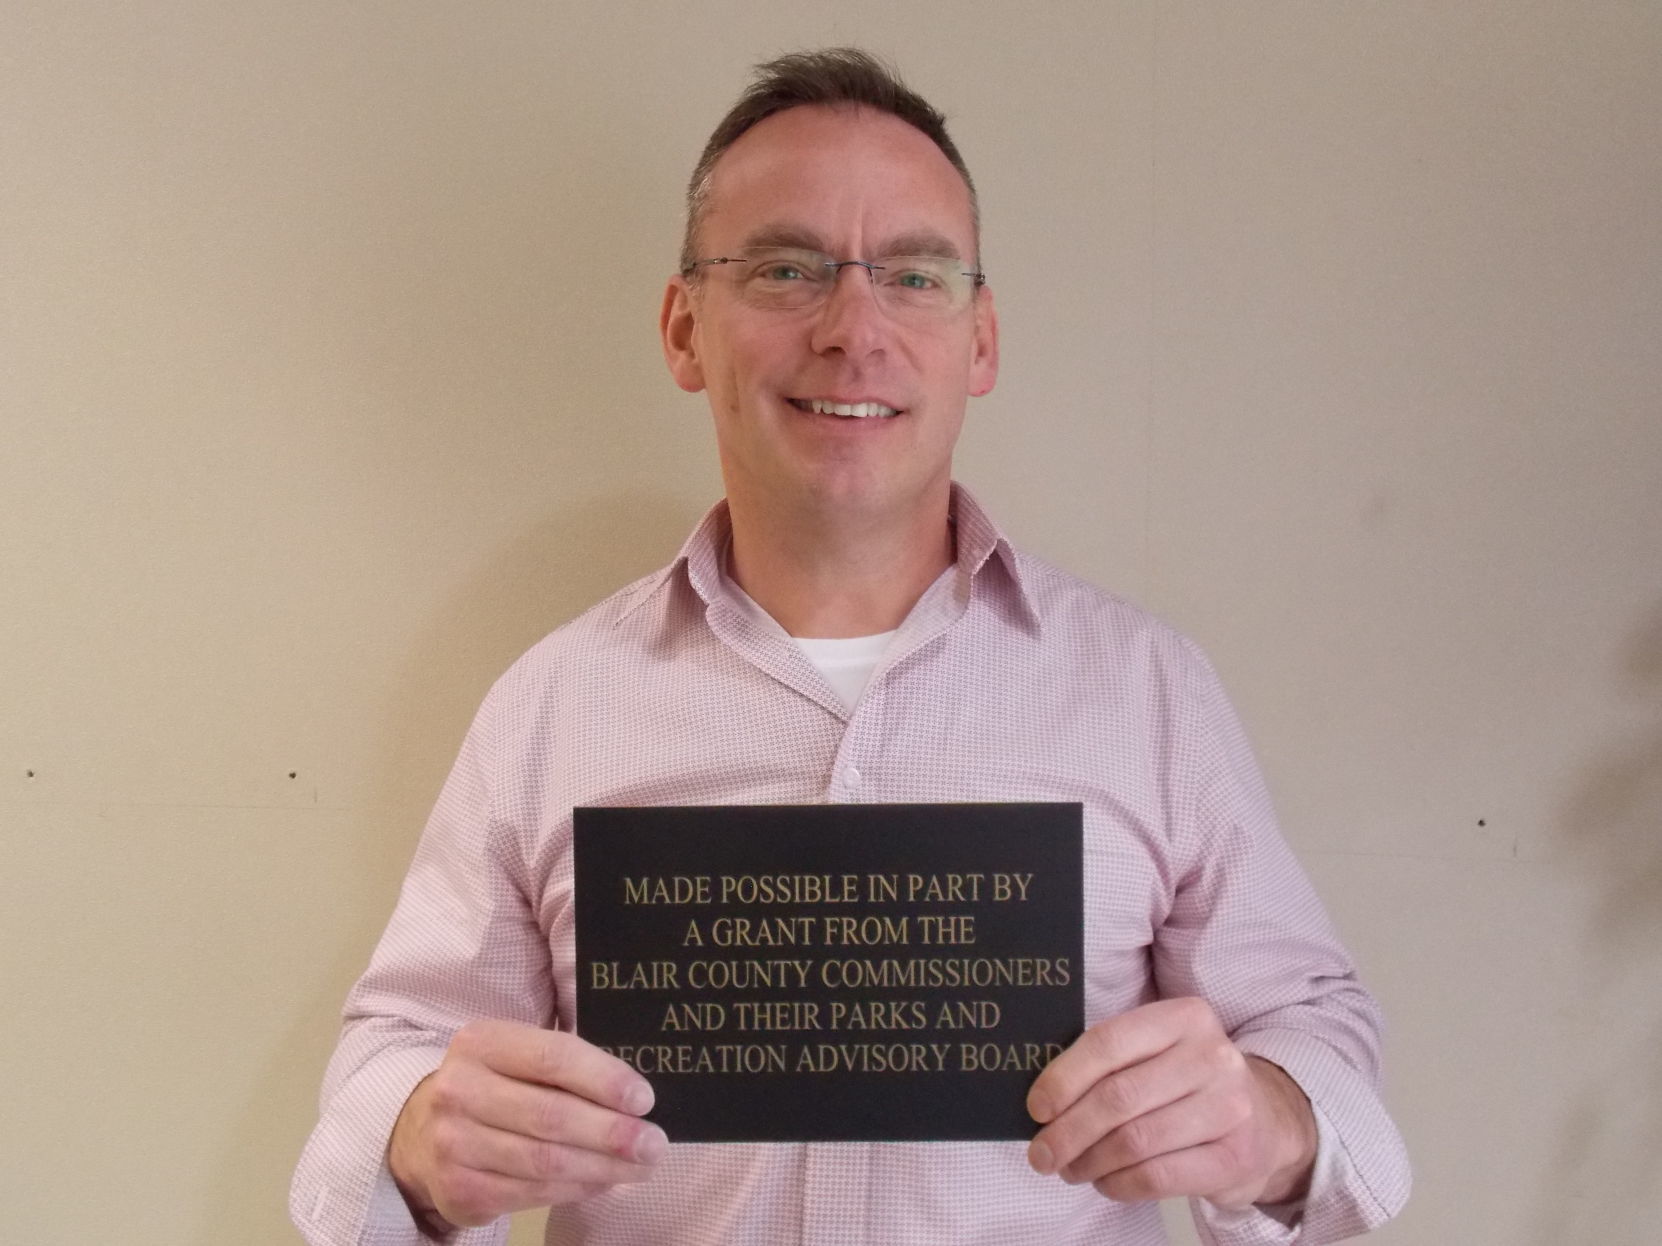 MADE POSSIBLE IN PART BY
A GRANT FROM THE
BLAIR COUNTY COMMISSIONERS
AND THEIR PARKS AND
RECREATION ADVISORY BOARD